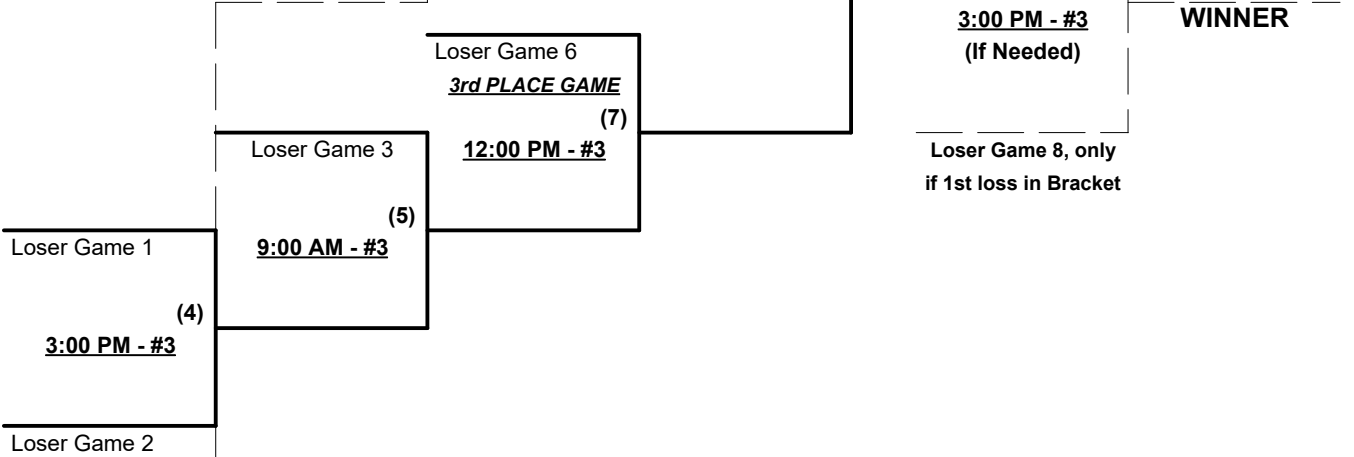 3:00 PM - #3
WINNER
(If Needed)
Loser Game 6
3rd PLACE GAME
(7)
12:00 PM - #3
Loser Game 3
Loser Game 8, only
if 1st loss in Bracket
(5)
9:00 AM - #3
Loser Game 1
(4)
3:00 PM - #3
Loser Game 2